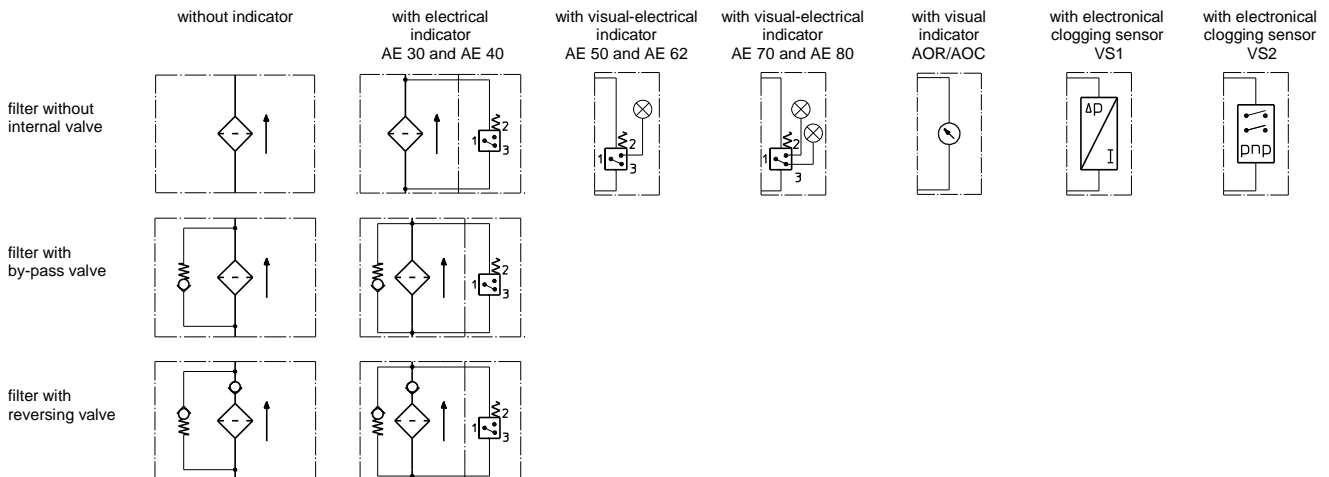 without indicator
with electrical
indicator
AE 30 and AE 40
with visual-electrical
indicator
AE 50 and AE 62
with visual-electrical
indicator
AE 70 and AE 80
with visual
indicator
AOR/AOC
with electronical
clogging sensor
VS1
with electronical
clogging sensor
VS2
filter without
internal valve
1
2
3
1
2
3
1
2
3
Δp
I
pnp
filter with
by-pass valve
1
2
3
filter with
reversing valve
1
2
3